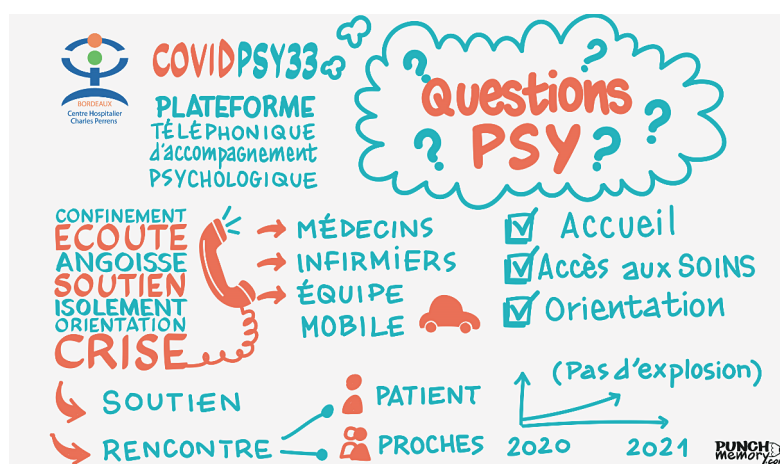 BORDEAUX
Centre Hospitalier
Charles Perrens
COVIDPSY33
PLATEFORME
TÉLÉPHONIQUE
d'accompagnement
PSYCHOLOGIQUE
? ?
Questions
PSY ?
? ?
CONFINEMENT
ECOUTE
ANGOISSE
SOUTIEN
ISOLEMENT
ORIENTATION
CRISE
MÉDECINS
INFIRMIERS
ÉQUIPE
MOBILE
Accueil
Accès aux SOINS
Orientation
SOUTIEN
RENCONTRE
PATIENT
PROCHES
(Pas d'explosion)
2020
2021
PUNCH
memory.com